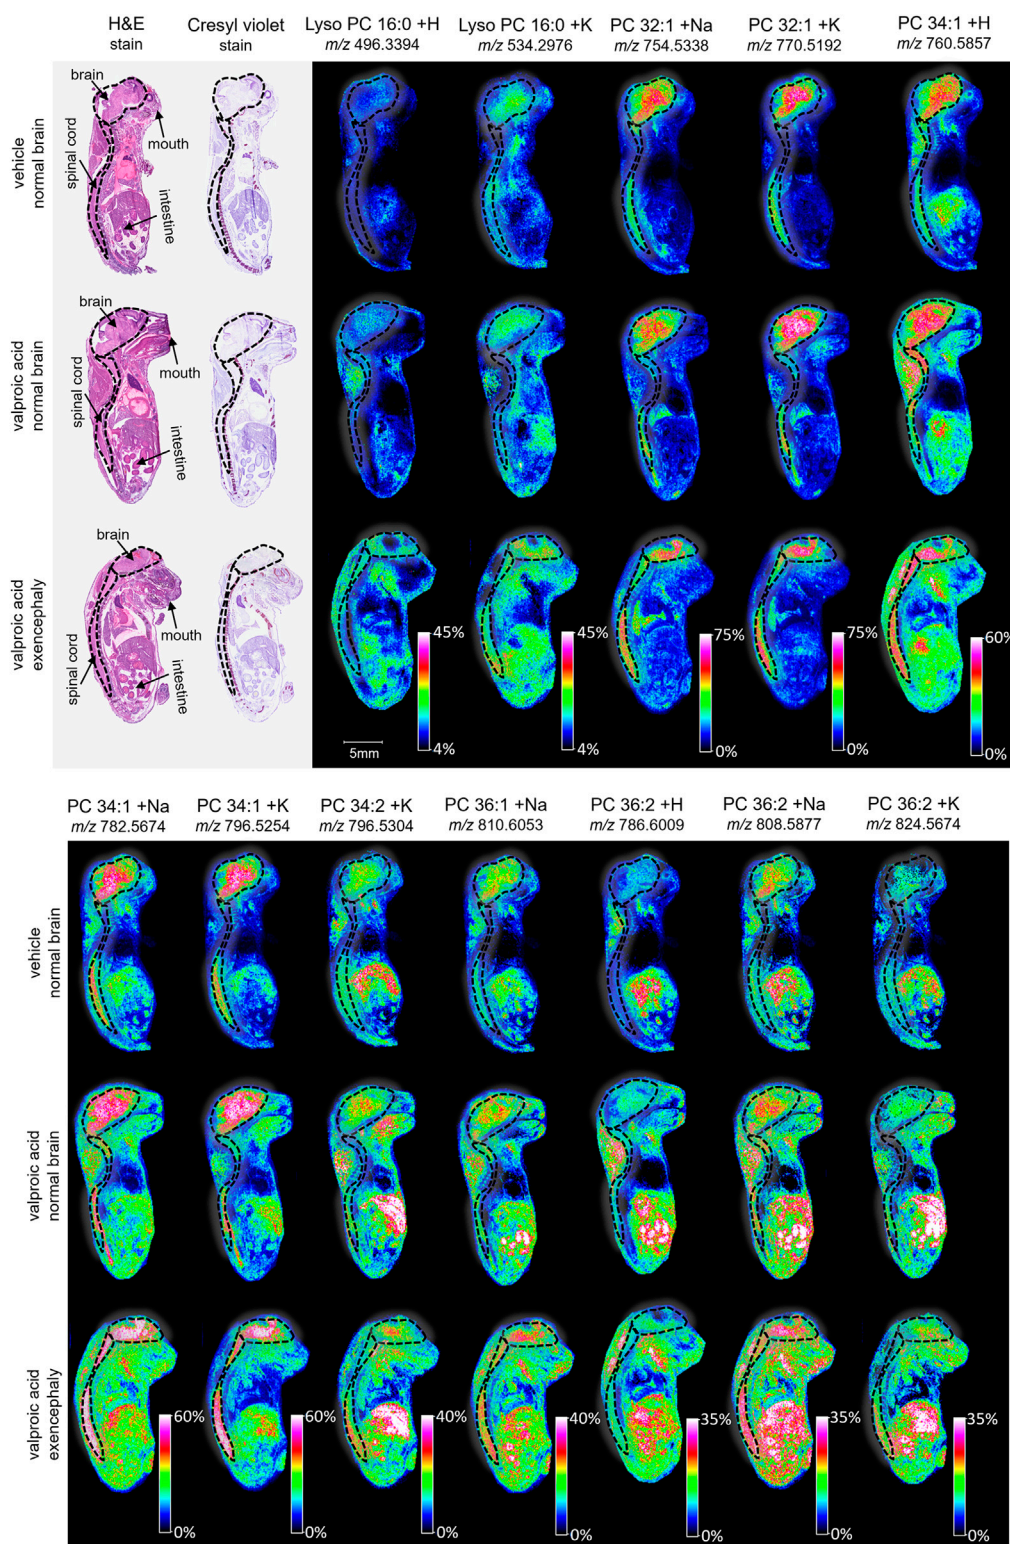 H&E
stain
Cresyl violet
stain
Lyso PC 16:0 +H
m/z 496.3394
Lyso PC 16:0 +K
m/z 534.2976
PC 32:1 +Na
m/z 754.5338
PC 32:1 +K
m/z 770.5192
PC 34:1 +H
m/z 760.5857
vehicle
normal brain
brain
spinal cord
mouth
intestine
valproic acid
normal brain
brain
spinal cord
mouth
intestine
valproic acid
exencephaly
brain
spinal cord
mouth
intestine
5mm
45%
4%
45%
4%
75%
0%
75%
0%
60%
0%
PC 34:1 +Na
m/z 782.5674
PC 34:1 +K
m/z 796.5254
PC 34:2 +K
m/z 796.5304
PC 36:1 +Na
m/z 810.6053
PC 36:2 +H
m/z 786.6009
PC 36:2 +Na
m/z 808.5877
PC 36:2 +K
m/z 824.5674
vehicle
normal brain
valproic acid
normal brain
valproic acid
exencephaly
60%
0%
60%
0%
40%
0%
40%
0%
35%
0%
35%
0%
35%
0%